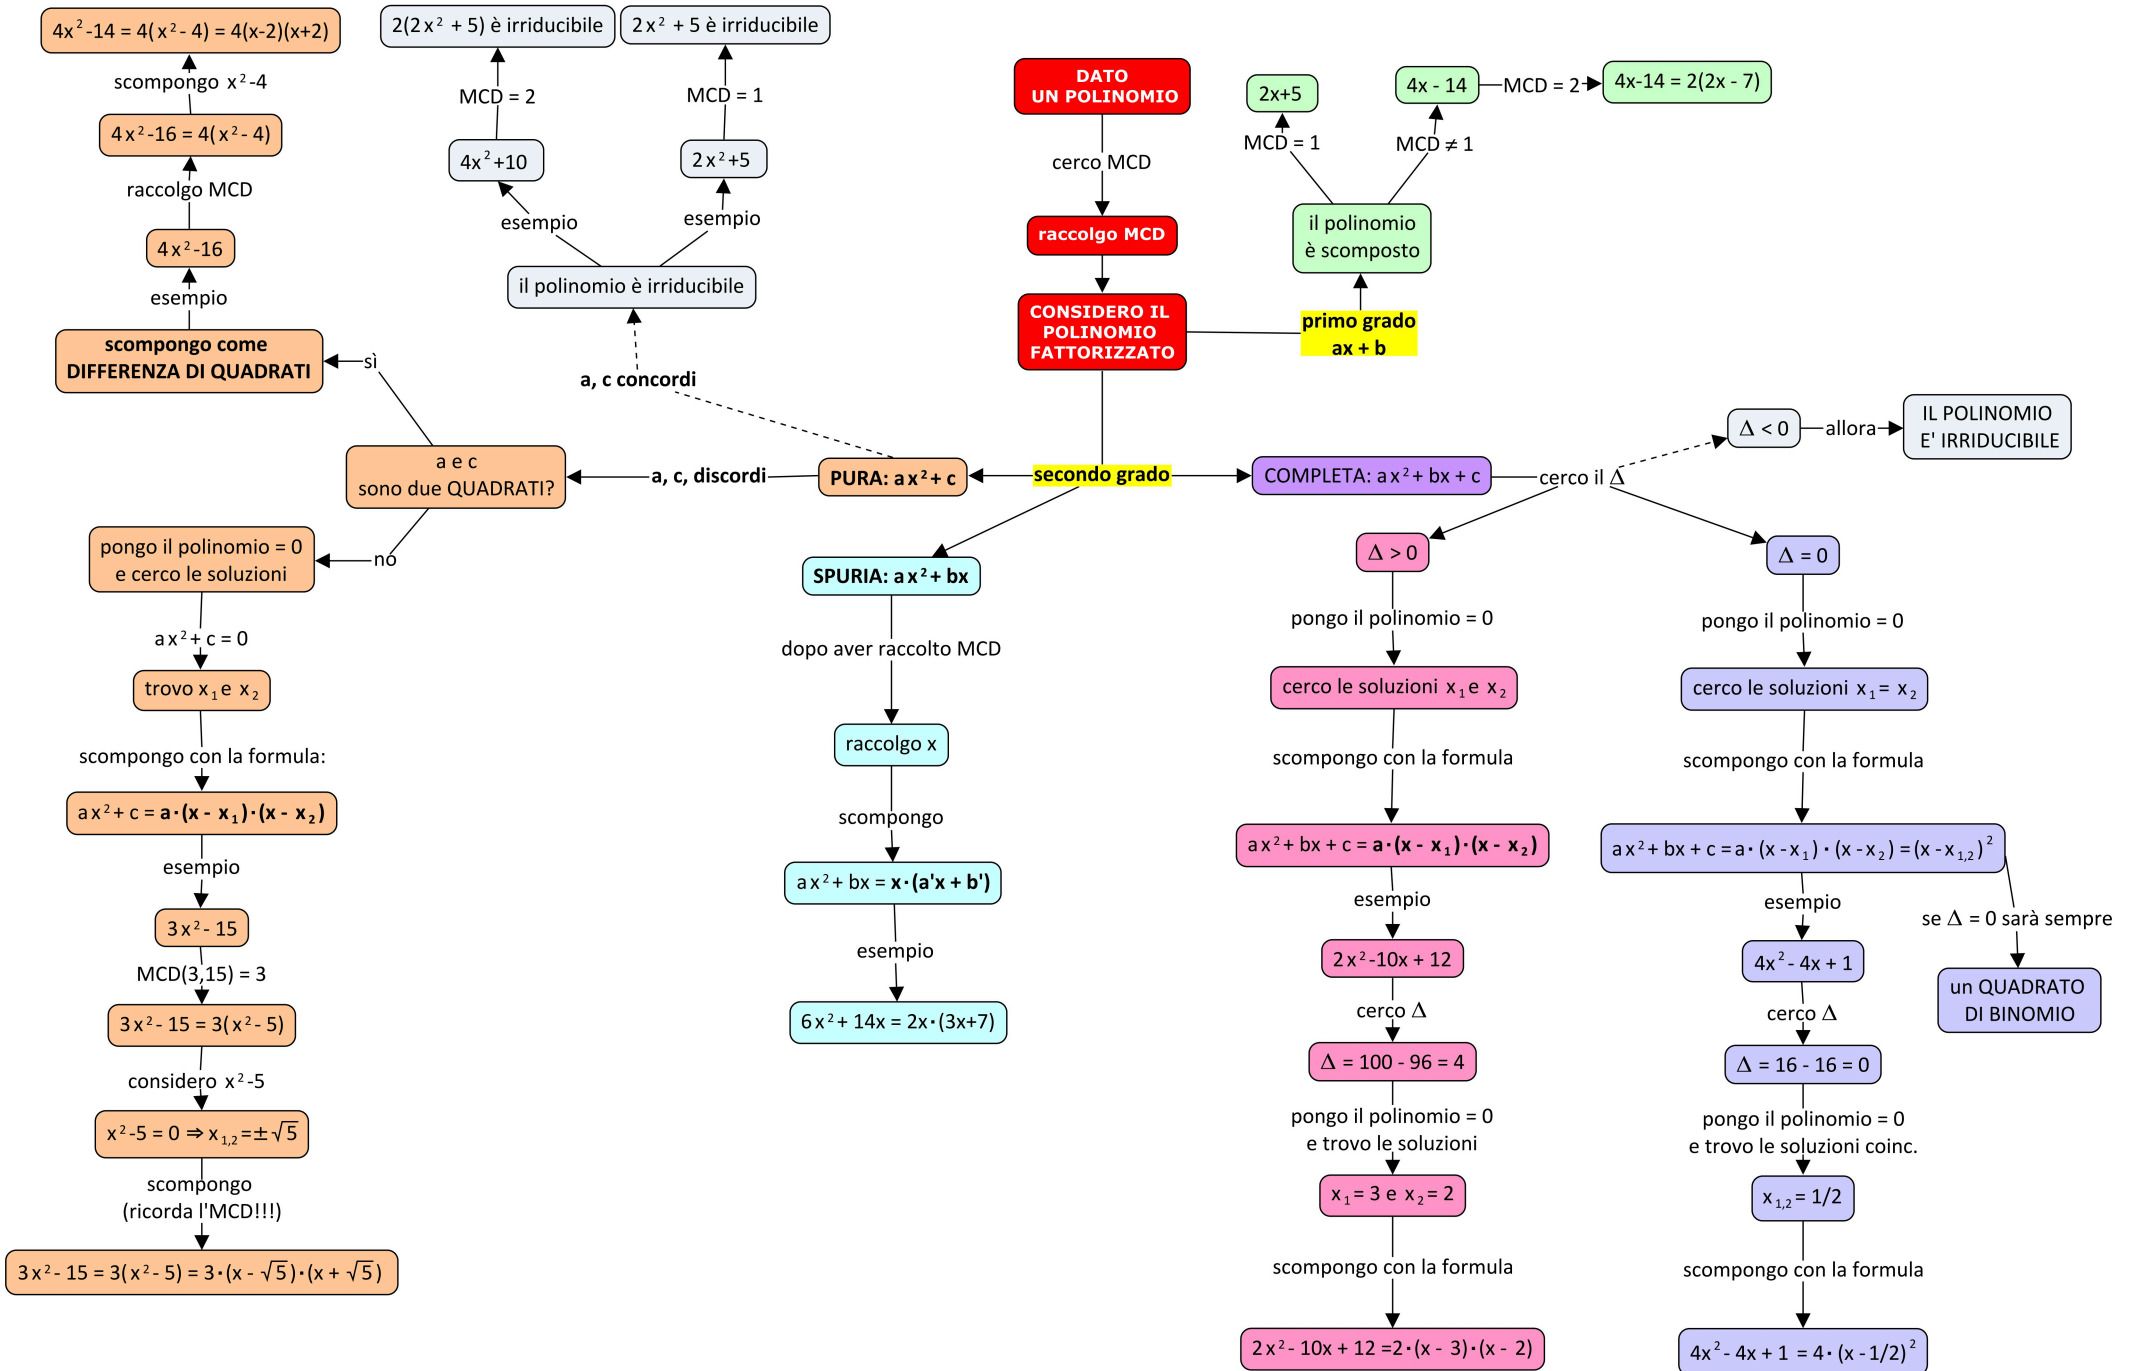 4x²-14 = 4(x²- 4) = 4(x-2)(x+2)
scompongo x²-4
4x²-16 = 4(x²- 4)
raccolgo MCD
4x²-16
esempio
scompongo come
DIFFERENZA DI QUADRATI
sì
a e c
sono due QUADRATI?
a, c, discordi
PURA: ax²+ c
2(2x² + 5) è irriducibile
MCD = 2
4x²+10
esempio
2x² + 5 è irriducibile
MCD = 1
2x²+5
esempio
il polinomio è irriducibile
a, c concordi
DATO
UN POLINOMIO
cerco MCD
raccolgo MCD
CONSIDERO IL
POLINOMIO
FATTORIZZATO
2x+5
MCD = 1
4x - 14
MCD = 2
4x-14 = 2(2x - 7)
MCD ≠ 1
il polinomio
è scomposto
primo grado
ax + b
secondo grado
COMPLETA: ax²+ bx + c
cerco il Δ
Δ < 0
allora
IL POLINOMIO
E' IRRIDUCIBILE
no
pongo il polinomio = 0
e cerco le soluzioni
ax²+ c = 0
trovo x₁ e x₂
scompongo con la formula:
ax²+ c = a·(x - x₁)·(x - x₂)
esempio
3x²- 15
MCD(3,15) = 3
3x²- 15 = 3(x²- 5)
considero x²-5
x²-5 = 0 ⇒ x₁,₂=±√5
scompongo
(ricorda l'MCD!!!)
3x²- 15 = 3(x²- 5) = 3·(x - √5)·(x + √5)
SPURIA: ax²+ bx
dopo aver raccolto MCD
raccolgo x
scompongo
ax²+ bx = x·(a'x + b')
esempio
6x²+ 14x = 2x·(3x+7)
Δ > 0
pongo il polinomio = 0
cerco le soluzioni x₁ e x₂
scompongo con la formula
ax²+ bx + c = a·(x - x₁)·(x - x₂)
esempio
2x²-10x + 12
cerco Δ
Δ = 100 - 96 = 4
pongo il polinomio = 0
e trovo le soluzioni
x₁ = 3 e x₂ = 2
scompongo con la formula
2x²- 10x + 12 =2·(x - 3)·(x - 2)
Δ = 0
pongo il polinomio = 0
cerco le soluzioni x₁ = x₂
scompongo con la formula
ax²+ bx + c =a· (x -x₁) · (x -x₂) =(x -x₁,₂)²
esempio
se Δ = 0 sarà sempre
un QUADRATO
DI BINOMIO
4x²- 4x + 1
cerco Δ
Δ = 16 - 16 = 0
pongo il polinomio = 0
e trovo le soluzioni coinc.
x₁,₂ = 1/2
scompongo con la formula
4x²- 4x + 1 = 4· (x -1/2)²